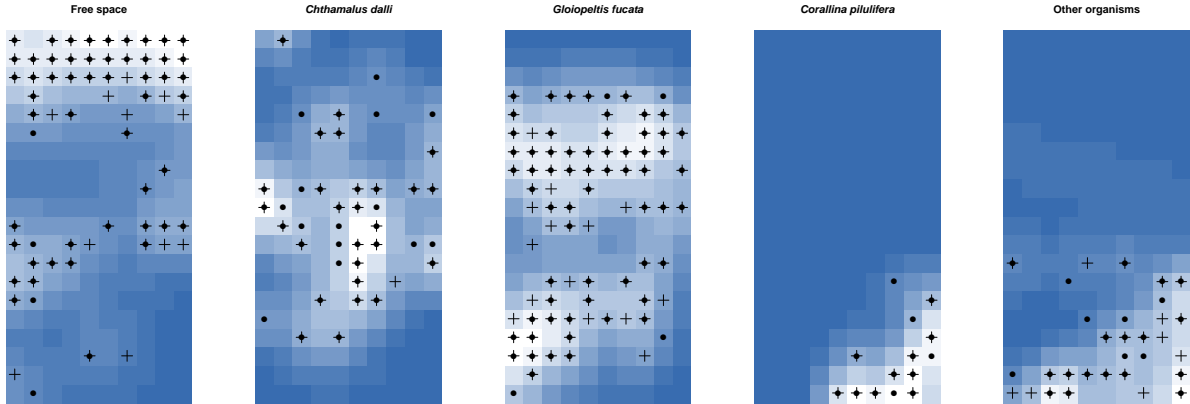 Free space
Chthamalus dalli
Gloiopeltis fucata
Corallina pilulifera
Other organisms